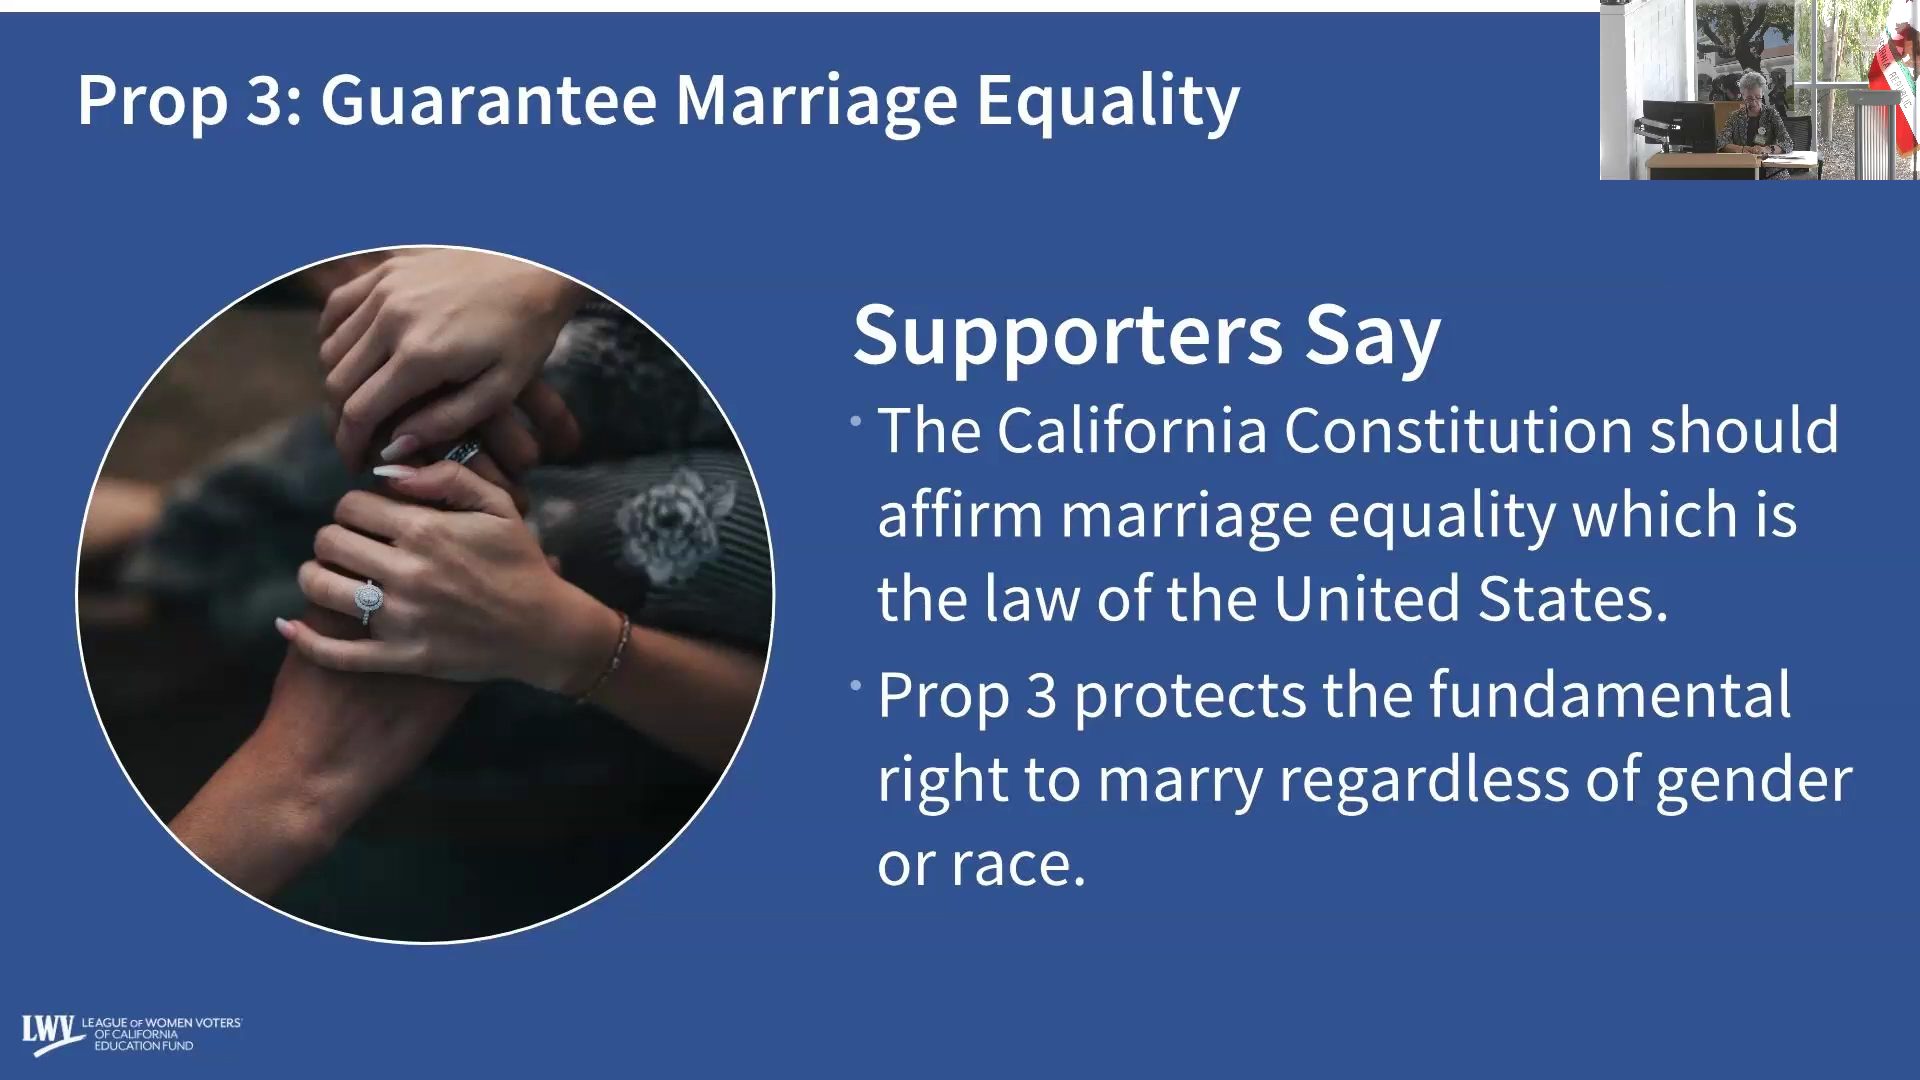 Prop 3: Guarantee Marriage Equality
Supporters Say
The California Constitution should
affirm marriage equality which is
the law of the United States.
Prop 3 protects the fundamental
right to marry regardless of gender
or race.
LWV LEAGUE OF WOMEN VOTERS®
OF CALIFORNIA
EDUCATION FUND